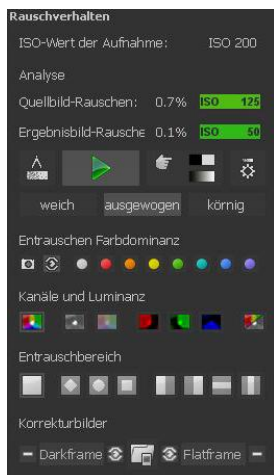 Rauschverhalten
ISO-Wert der Aufnahme: ISO 200
Analyse
Quellbild-Rauschen: 0.7% ISO 125
Ergebnisbild-Rausche 0.1% ISO 50
weich ausgewogen körnig
Entrauschen Farbdominanz
Kanäle und Luminanz
Entrauschbereich
Korrekturbilder
Darkframe Flatframe